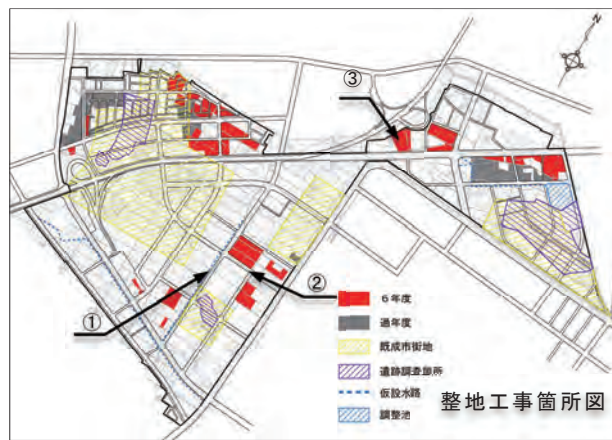 N
③
②
①
６年度
過年度
既成市街地
遺跡調査箇所
仮設水路
調整池
整地工事箇所図